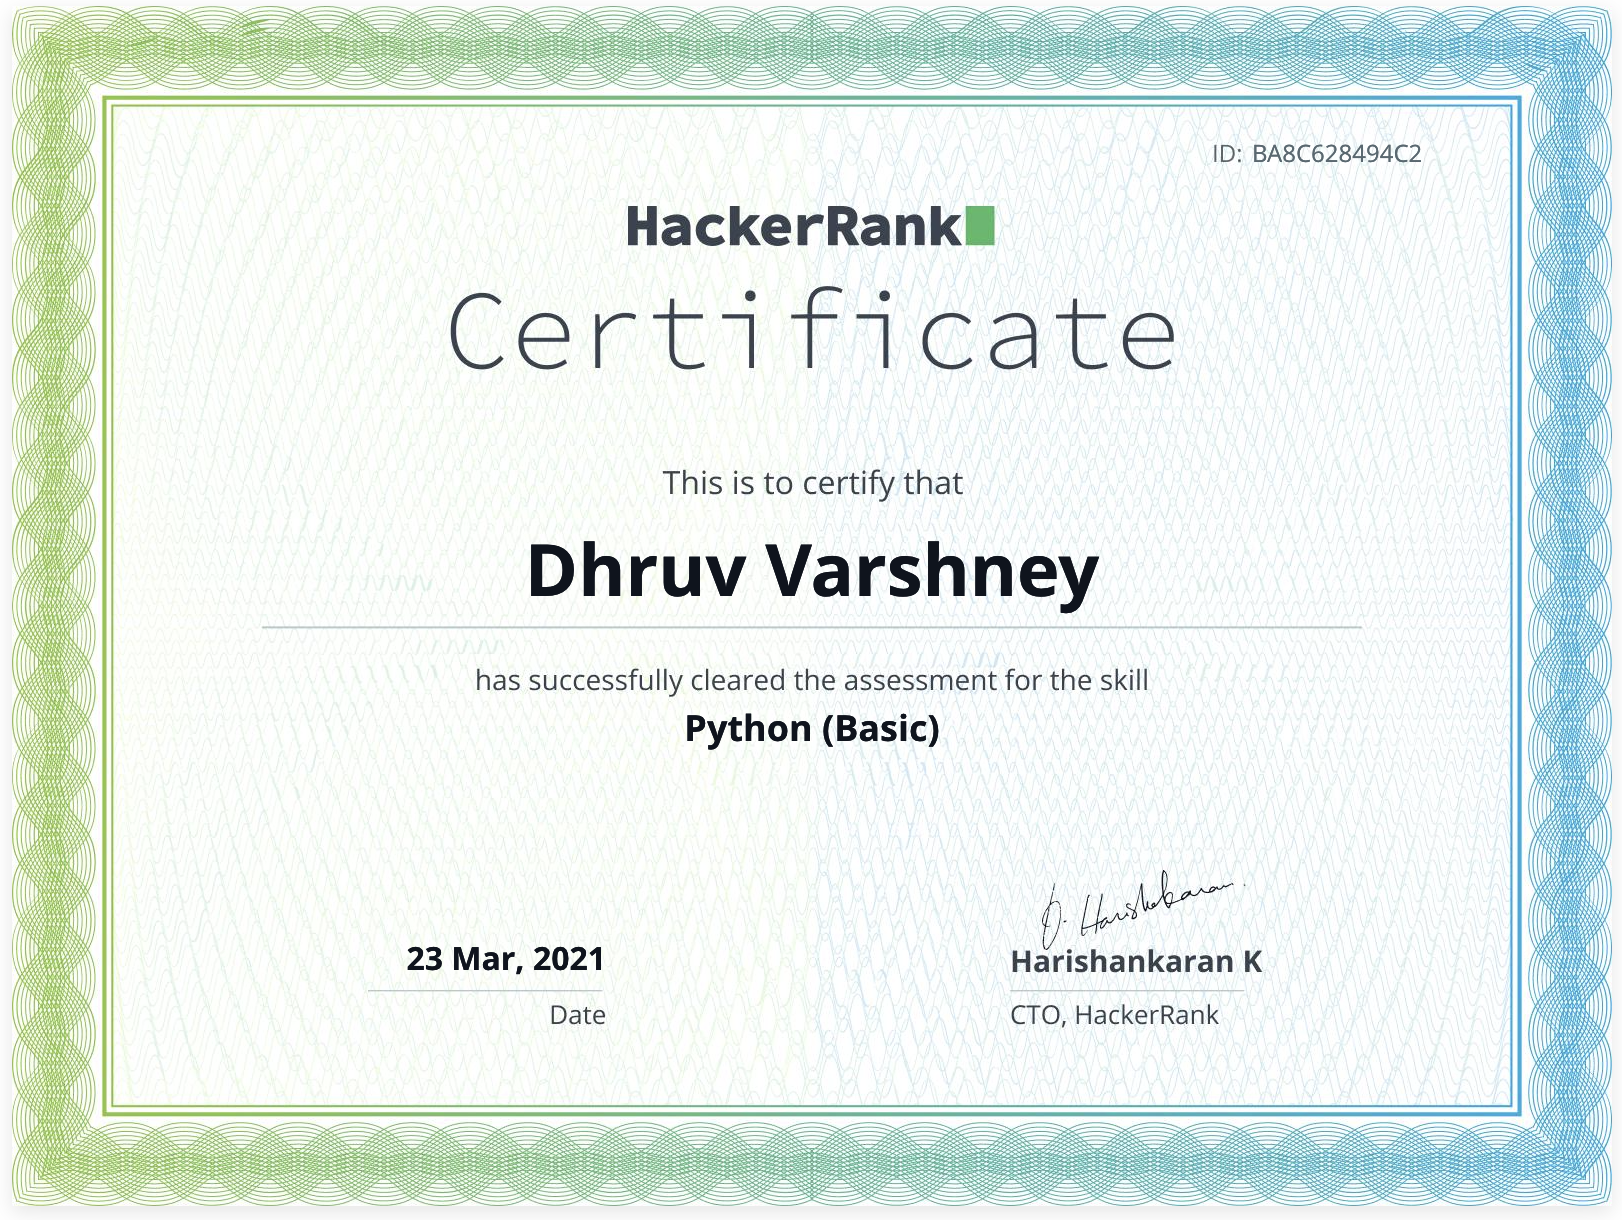 ID: BA8C628494C2
HackerRank
Certificate
This is to certify that
Dhruv Varshney
has successfully cleared the assessment for the skill
Python (Basic)
23 Mar, 2021
Date
Harishankaran K
CTO, HackerRank